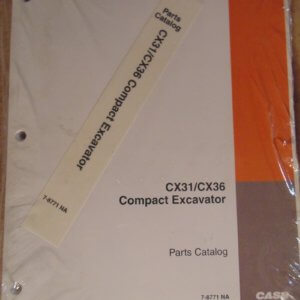 Parts
Catalog
CX31/CX36 Compact Excavator
7-8771 NA
CX31/CX36
Compact Excavator
Parts Catalog
7-8771 NA
CASE